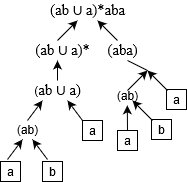 (ab ∪ a)*aba
(ab ∪ a)* (aba)
(ab ∪ a) a
(ab)
(ab) a a b
a b